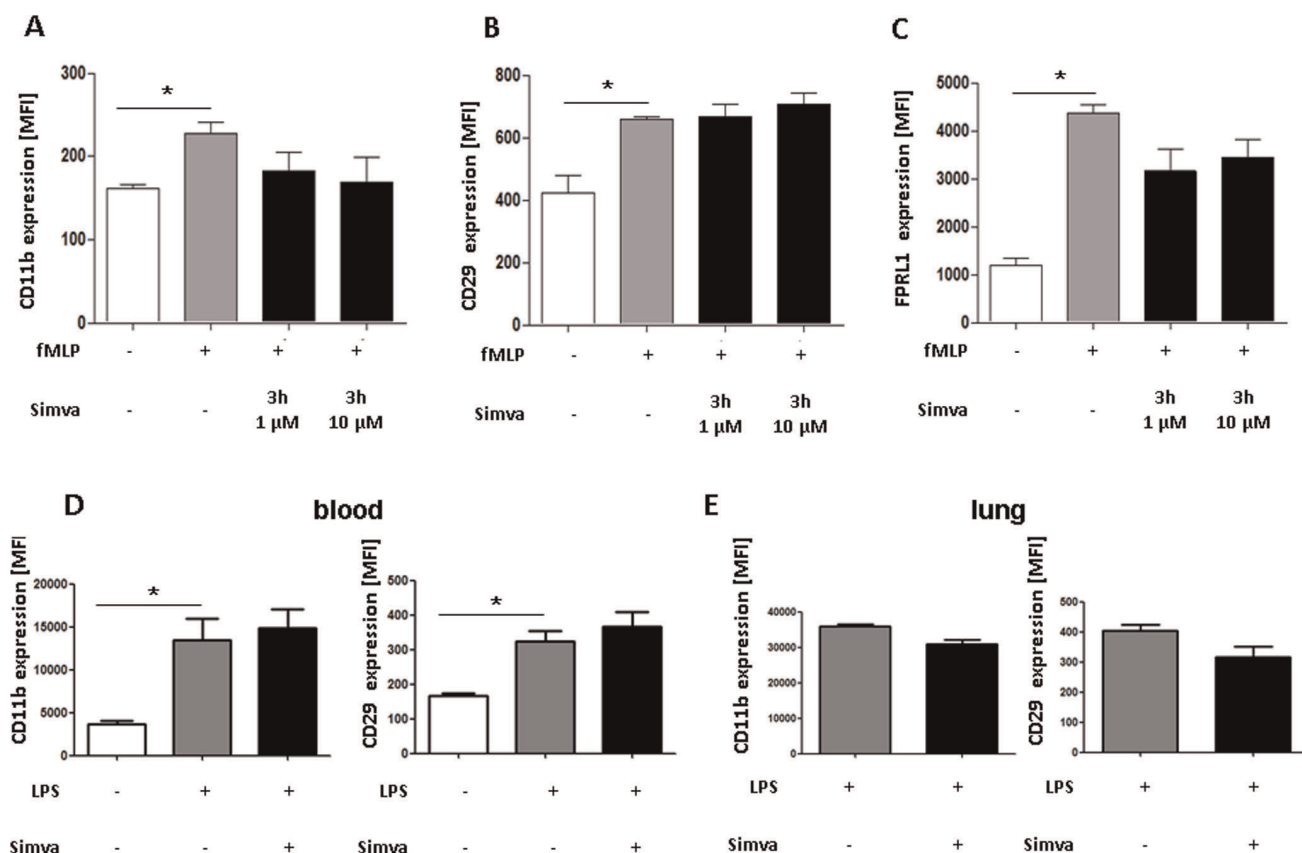 A
CD11b expression [MFI]
300
200
100
0
*
fMLP - + + +
Simva - - 3h 3h
1 µM 10 µM
B
CD29 expression [MFI]
800
600
400
200
0
*
fMLP - + + +
Simva - - 3h 3h
1 µM 10 µM
C
FPRL1 expression [MFI]
5000
4000
3000
2000
1000
0
*
- + + +
- - 3h 3h
1 µM 10 µM
D
blood
CD11b expression [MFI
20000
15000
10000
5000
0
*
LPS - + +
Simva - - +
CD29 expression [MFI]
500
400
300
200
100
0
*
- + +
- - +
E
lung
CD11b expression [MFI]
40000
30000
20000
10000
0
LPS + +
Simva - +
CD29 expression [MFI]
500
400
300
200
100
0
LPS + +
Simva - +